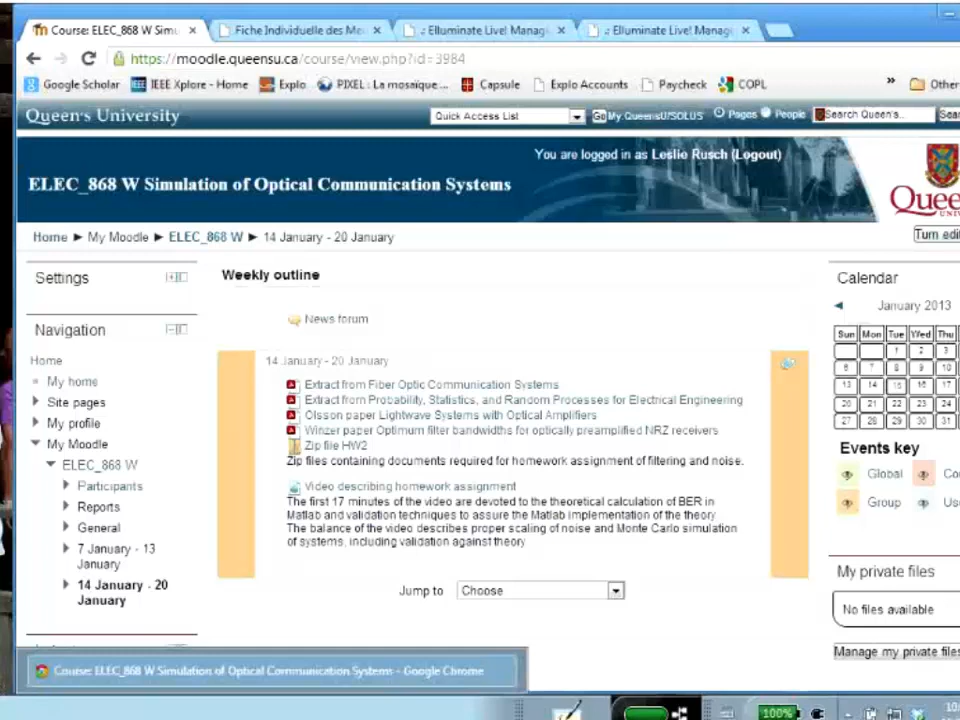 Course: ELEC_868 W Simu
Fiche Individuelle des Me
.: Elluminate Live! Manag
.: Elluminate Live! Manag
https://moodle.queensu.ca/course/view.php?id=3984
Google Scholar
IEEE Xplore - Home
Explo
PIXEL : La mosaïque...
Capsule
Explo Accounts
Paycheck
COPL
»
Other
Queen's University
Quick Access List
Go
My QueensU/SOLUS
Pages
People
Search Queen's..
Sea
You are logged in as Leslie Rusch (Logout)
ELEC_868 W Simulation of Optical Communication Systems
Quee
UNIV
Home ► My Moodle ► ELEC_868 W ► 14 January - 20 January
Turn edi
Settings
Navigation
Home
My home
Site pages
My profile
My Moodle
ELEC_868 W
Participants
Reports
General
7 January - 13
January
14 January - 20
January
Weekly outline
News forum
14 January - 20 January
Extract from Fiber Optic Communication Systems
Extract from Probability, Statistics, and Random Processes for Electrical Engineering
Olsson paper Lightwave Systems with Optical Amplifiers
Winzer paper Optimum filter bandwidths for optically preamplified NRZ receivers
Zip file HW2
Zip files containing documents required for homework assignment of filtering and noise.
Video describing homework assignment
The first 17 minutes of the video are devoted to the theoretical calculation of BER in
Matlab and validation techniques to assure the Matlab implementation of the theory
The balance of the video describes proper scaling of noise and Monte Carlo simulation
of systems, including validation against theory
Jump to
Choose
Calendar
◄ January 2013
Sun Mon Tue Wed Thu
1 2 3
6 7 8 9 10
13 14 15 16 17
20 21 22 23 24
27 28 29 30 31
Events key
Global
Co
Group
Us
My private files
No files available
Manage my private files
Course: ELEC_868 W Simulation of Optical Communication Systems - Google Chrome
100%